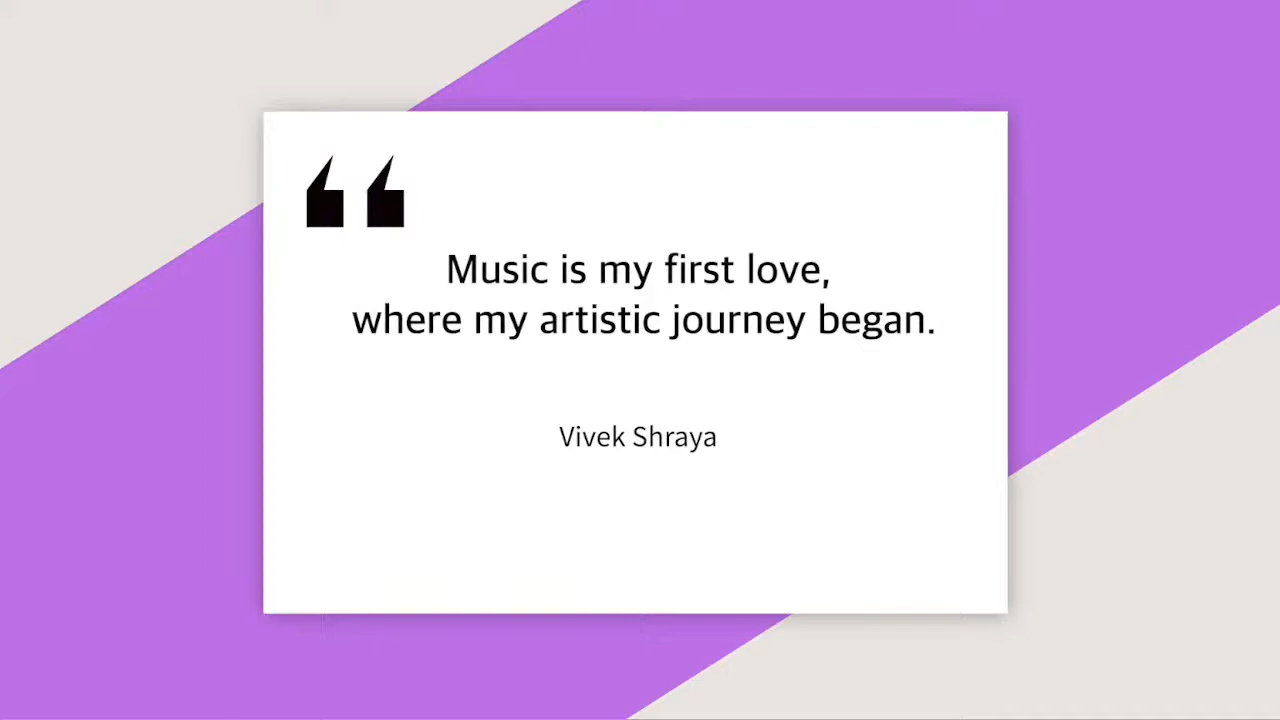 ❝
Music is my first love,
where my artistic journey began.
Vivek Shraya